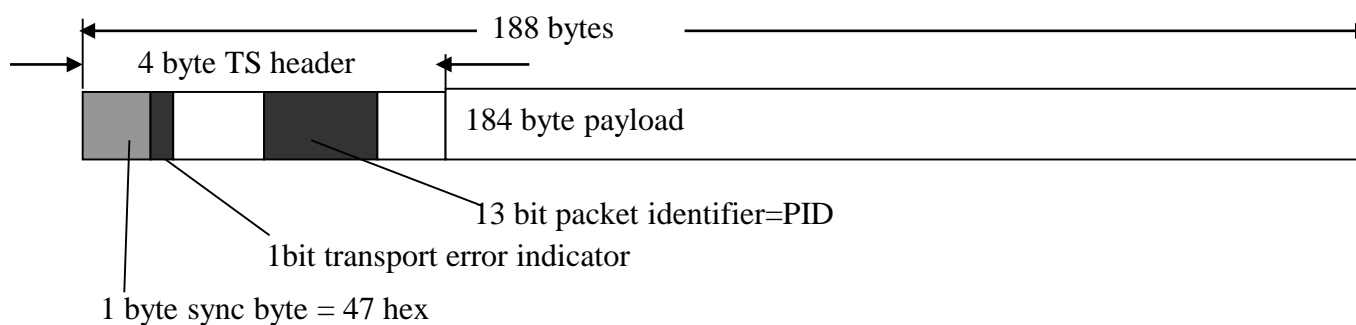 188 bytes
4 byte TS header
184 byte payload
13 bit packet identifier=PID
1bit transport error indicator
1 byte sync byte = 47 hex